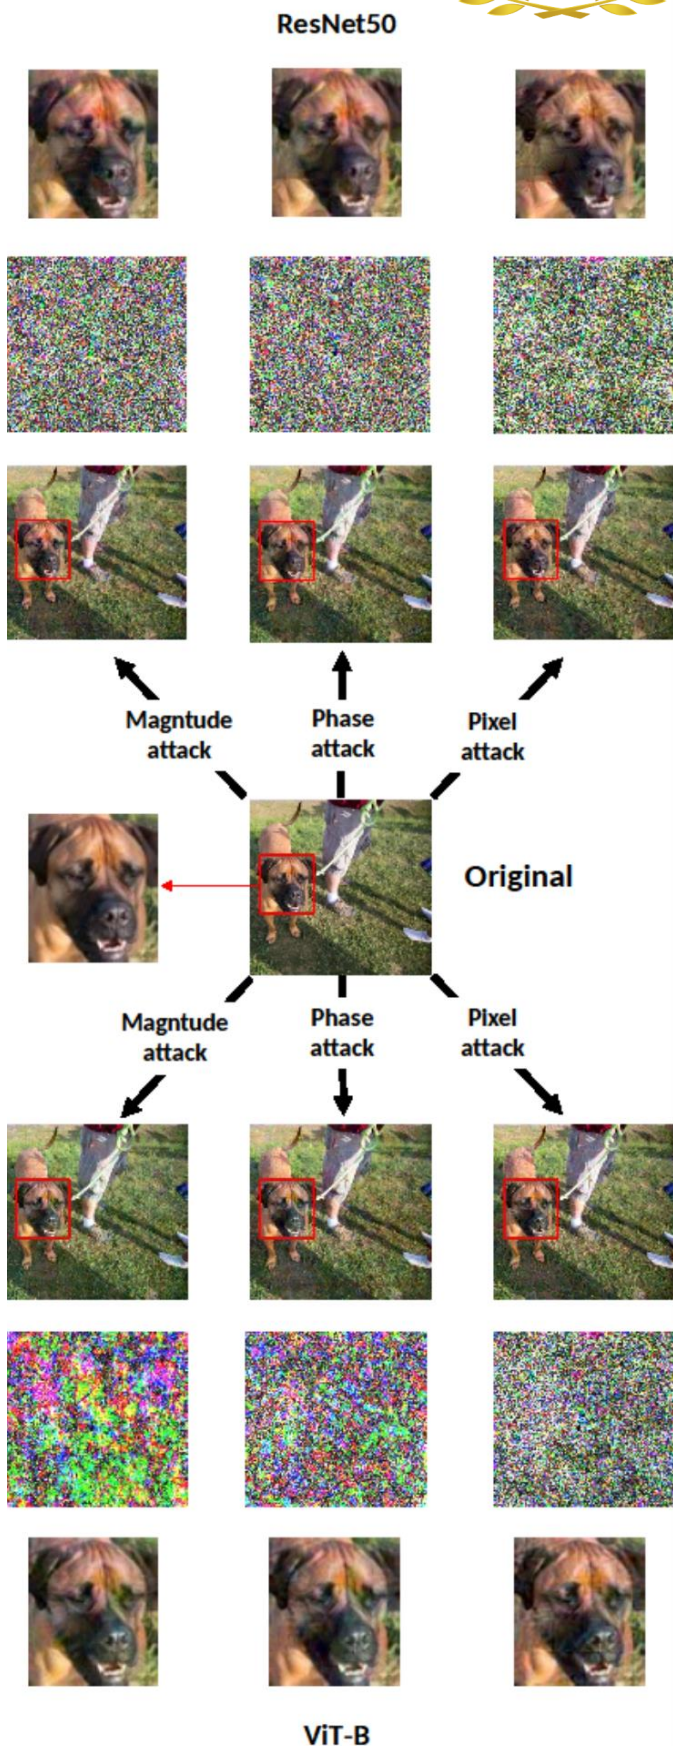 ResNet50
Magntude
attack
Phase
attack
Pixel
attack
Original
Magntude
attack
Phase
attack
Pixel
attack
ViT-B